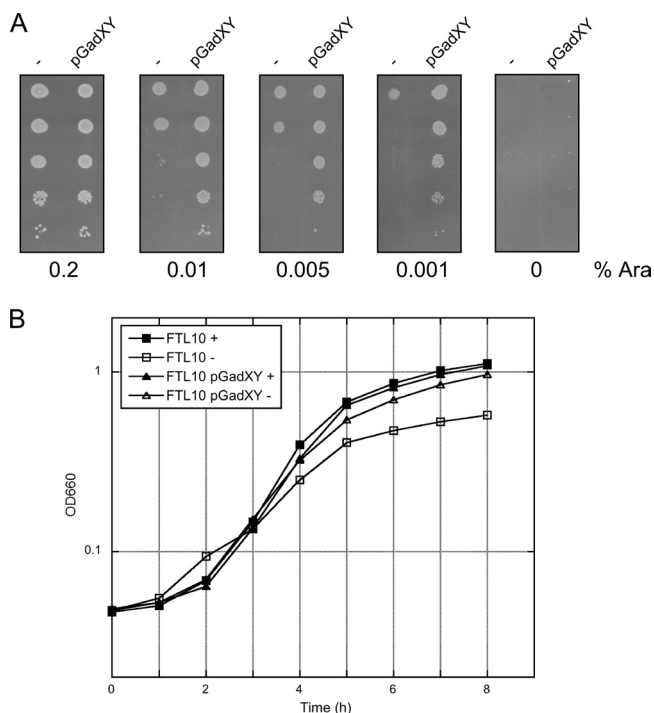 A
- pGadXY - pGadXY - pGadXY - pGadXY - pGadXY
0.2 0.01 0.005 0.001 0 % Ara
B
FTL10 +
FTL10 -
FTL10 pGadXY +
FTL10 pGadXY -
1
OD660
0.1
0 2 4 6 8
Time (h)